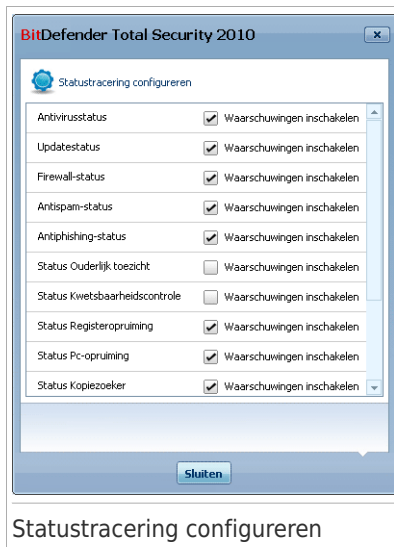 BitDefender Total Security 2010
Statustracering configureren
Antivirusstatus Waarschuwingen inschakelen
Updatestatus Waarschuwingen inschakelen
Firewall-status Waarschuwingen inschakelen
Antispam-status Waarschuwingen inschakelen
Antiphishing-status Waarschuwingen inschakelen
Status Ouderlijk toezicht Waarschuwingen inschakelen
Status Kwetsbaarheidscontrole Waarschuwingen inschakelen
Status Registeropruiming Waarschuwingen inschakelen
Status Pc-opruiming Waarschuwingen inschakelen
Status Kopiezoeker Waarschuwingen inschakelen
Sluiten
Statustracering configureren